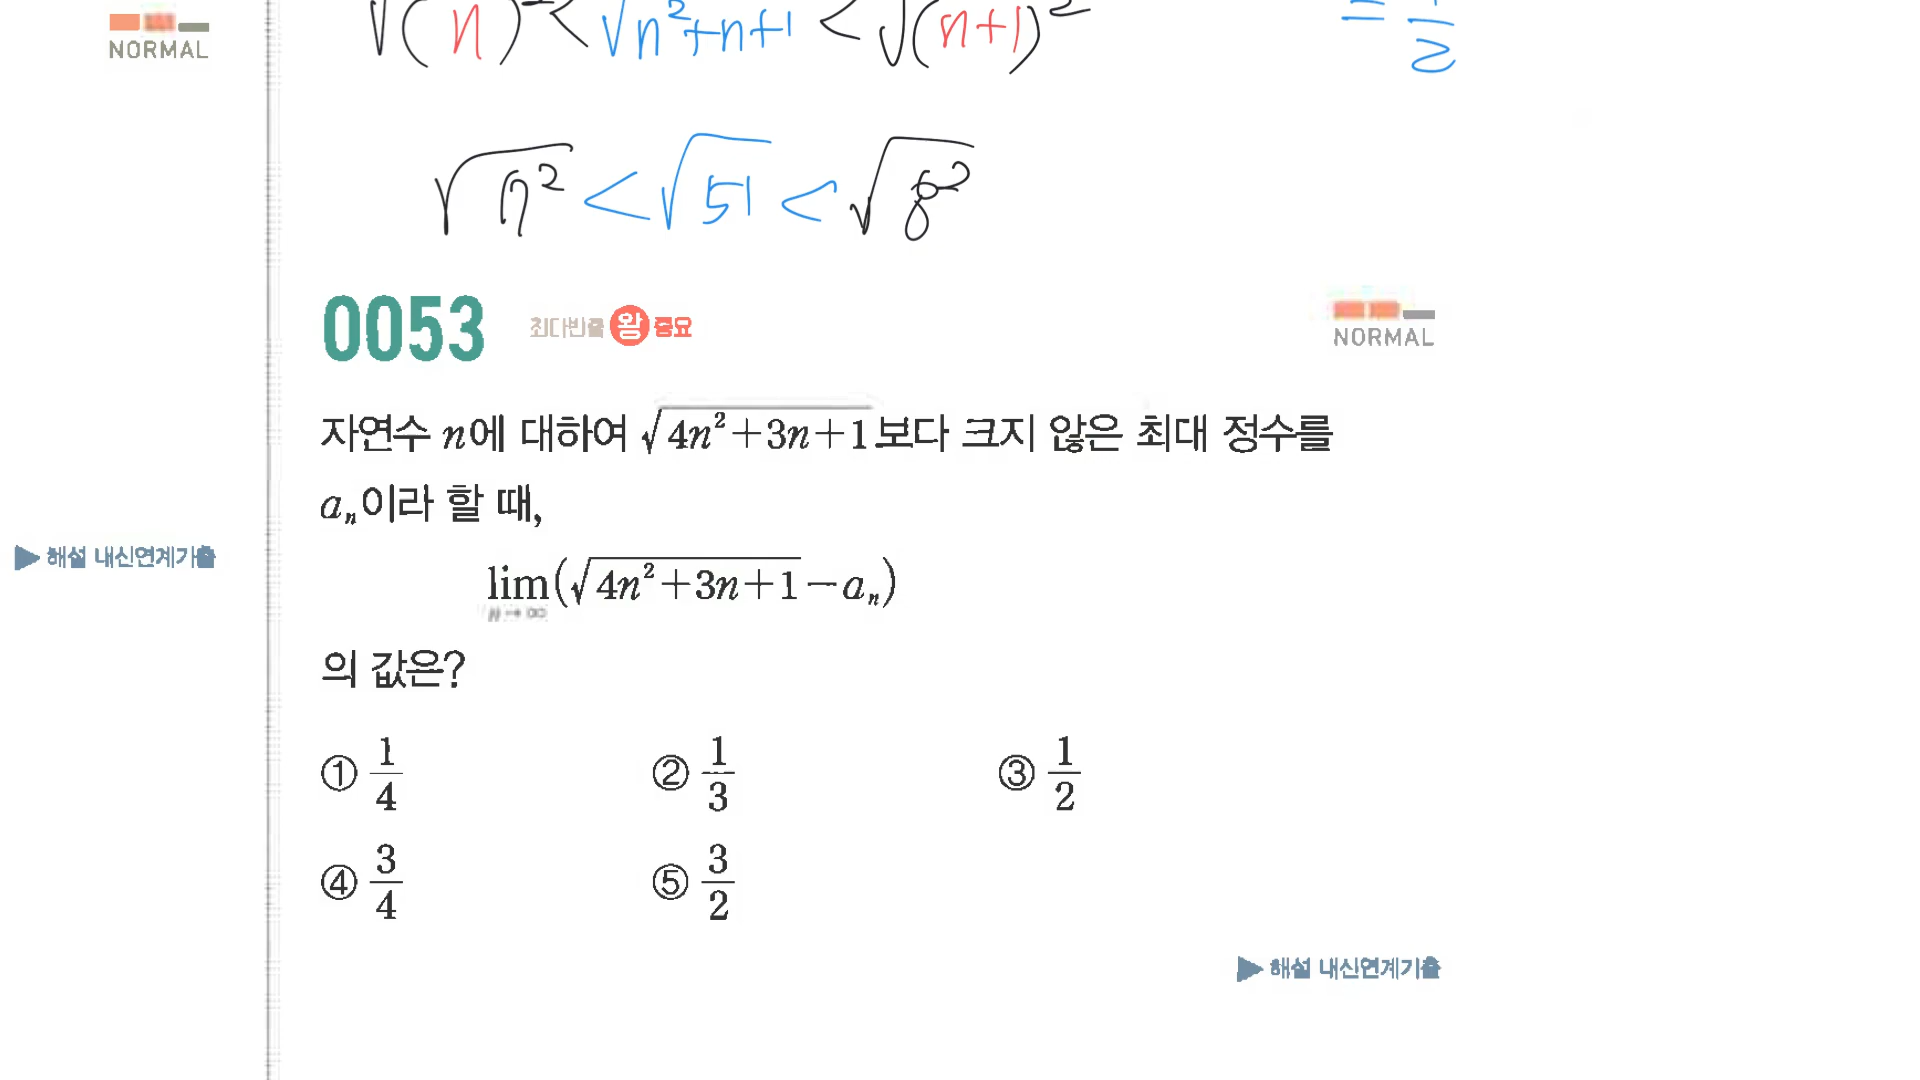 NORMAL
√(n)² < √n²+n+1 < √(n+1)²
=
2
√7² < √51 < √8²
0053 최다빈출 왕 중요
NORMAL
자연수 n에 대하여 √4n²+3n+1보다 크지 않은 최대 정수를
aₙ이라 할 때,
lim(√4n²+3n+1−aₙ)
n→∞
의 값은?
① 1/4 ② 1/3 ③ 1/2
④ 3/4 ⑤ 3/2
▶ 해설 내신연계기출
▶ 해설 내신연계기출